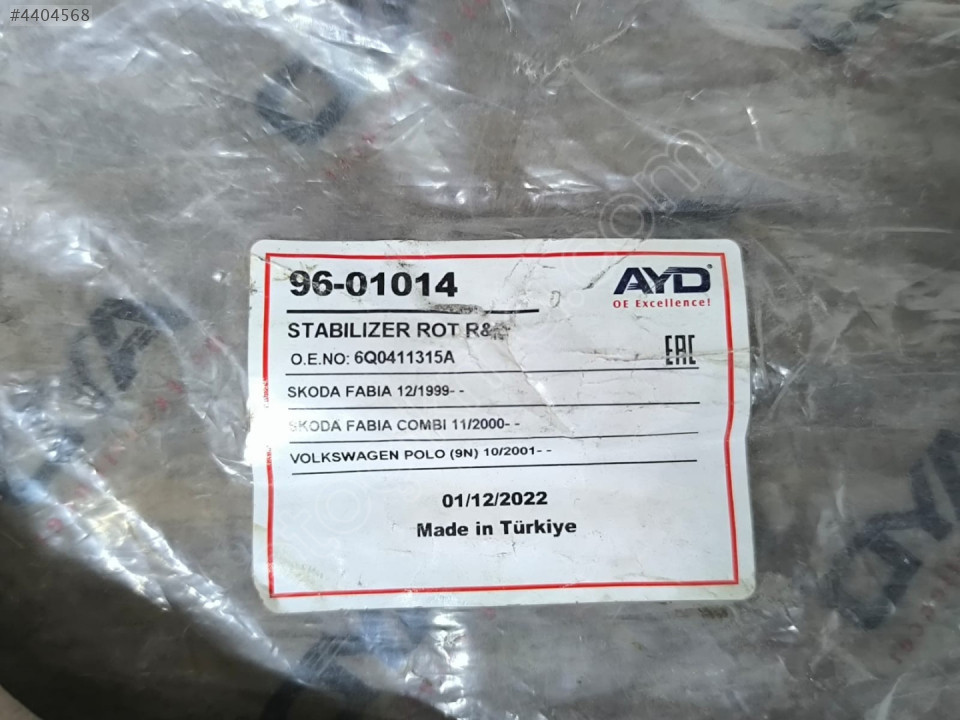 #4404568
96-01014
AYD
OE Excellence!
STABILIZER ROT R&
O.E.NO: 6Q0411315A
EAC
SKODA FABIA 12/1999- -
SKODA FABIA COMBI 11/2000- -
VOLKSWAGEN POLO (9N) 10/2001- -
01/12/2022
Made in Türkiye